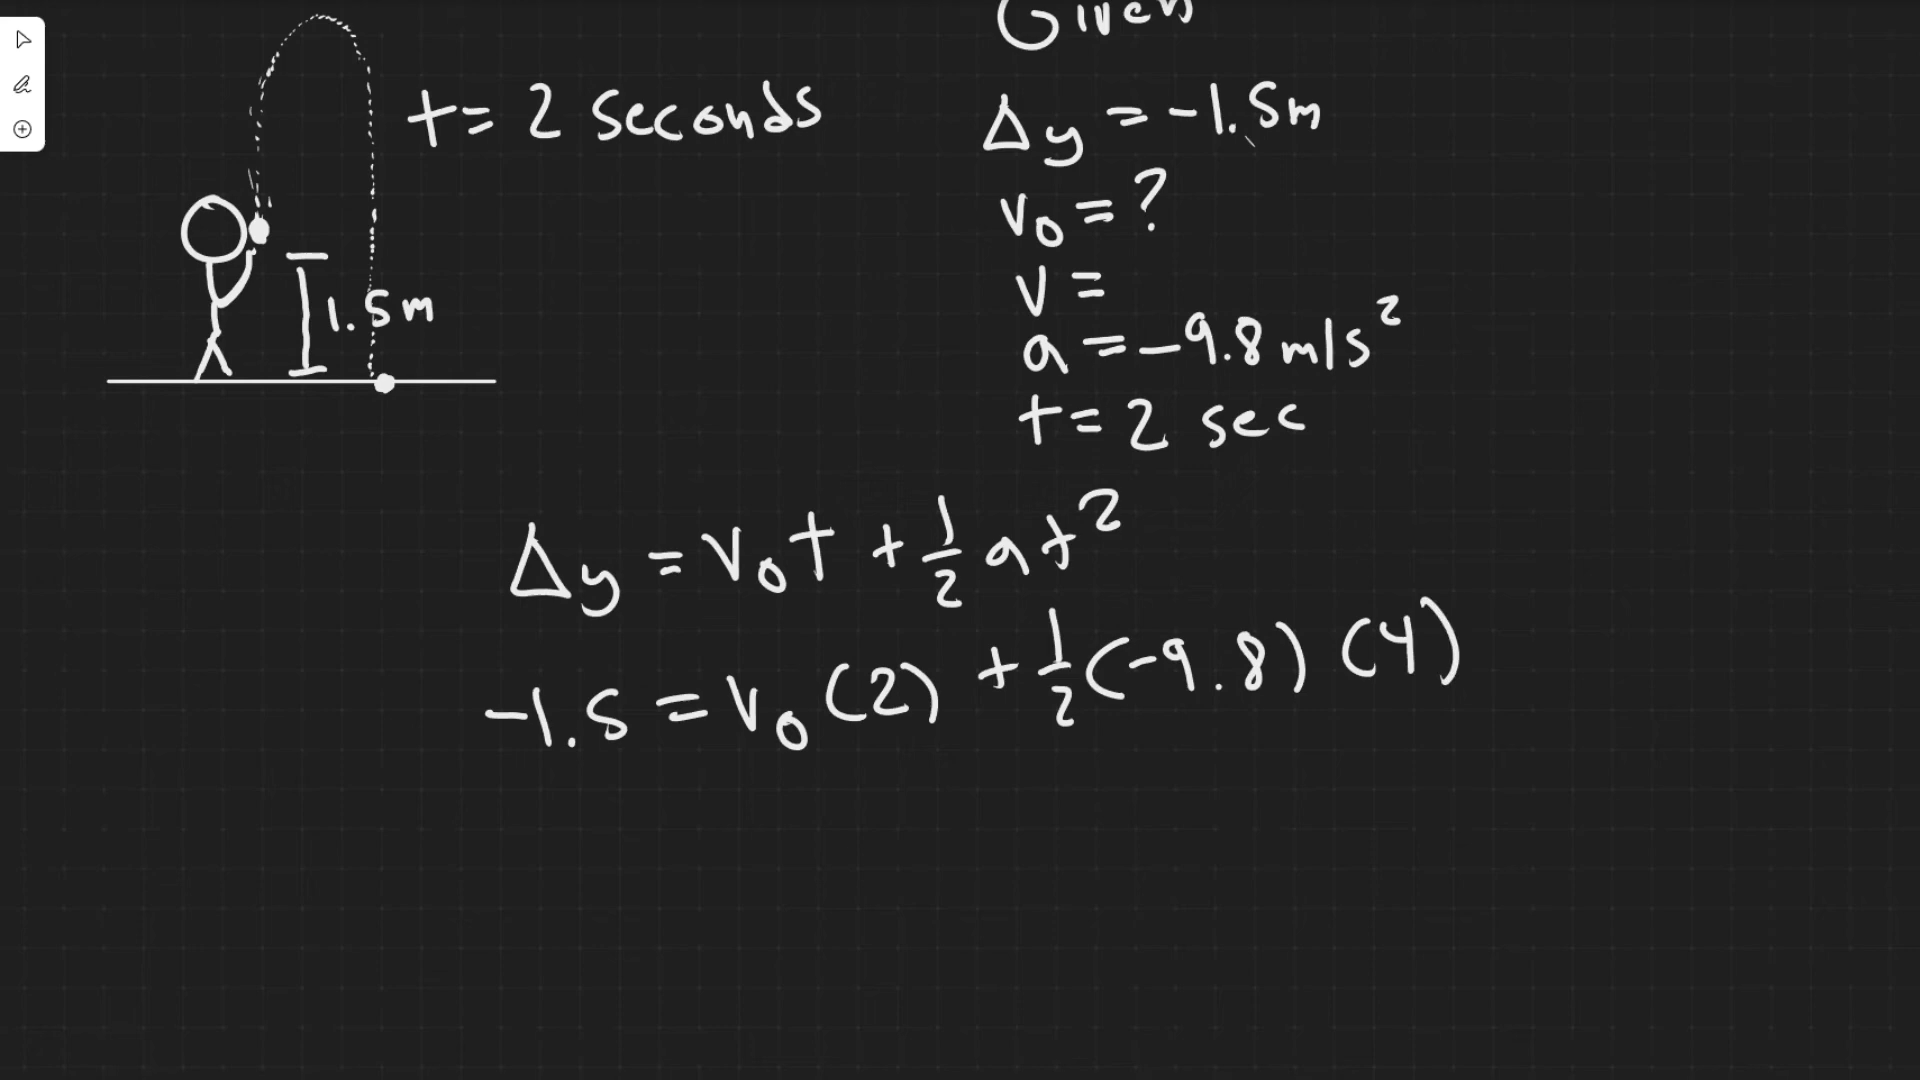 t = 2 seconds
1.5m
Given
Δy = -1.5m
v₀ = ?
v =
a = -9.8 m/s²
t = 2 sec
Δy = v₀t + ½at²
-1.5 = v₀(2) + ½(-9.8)(4)